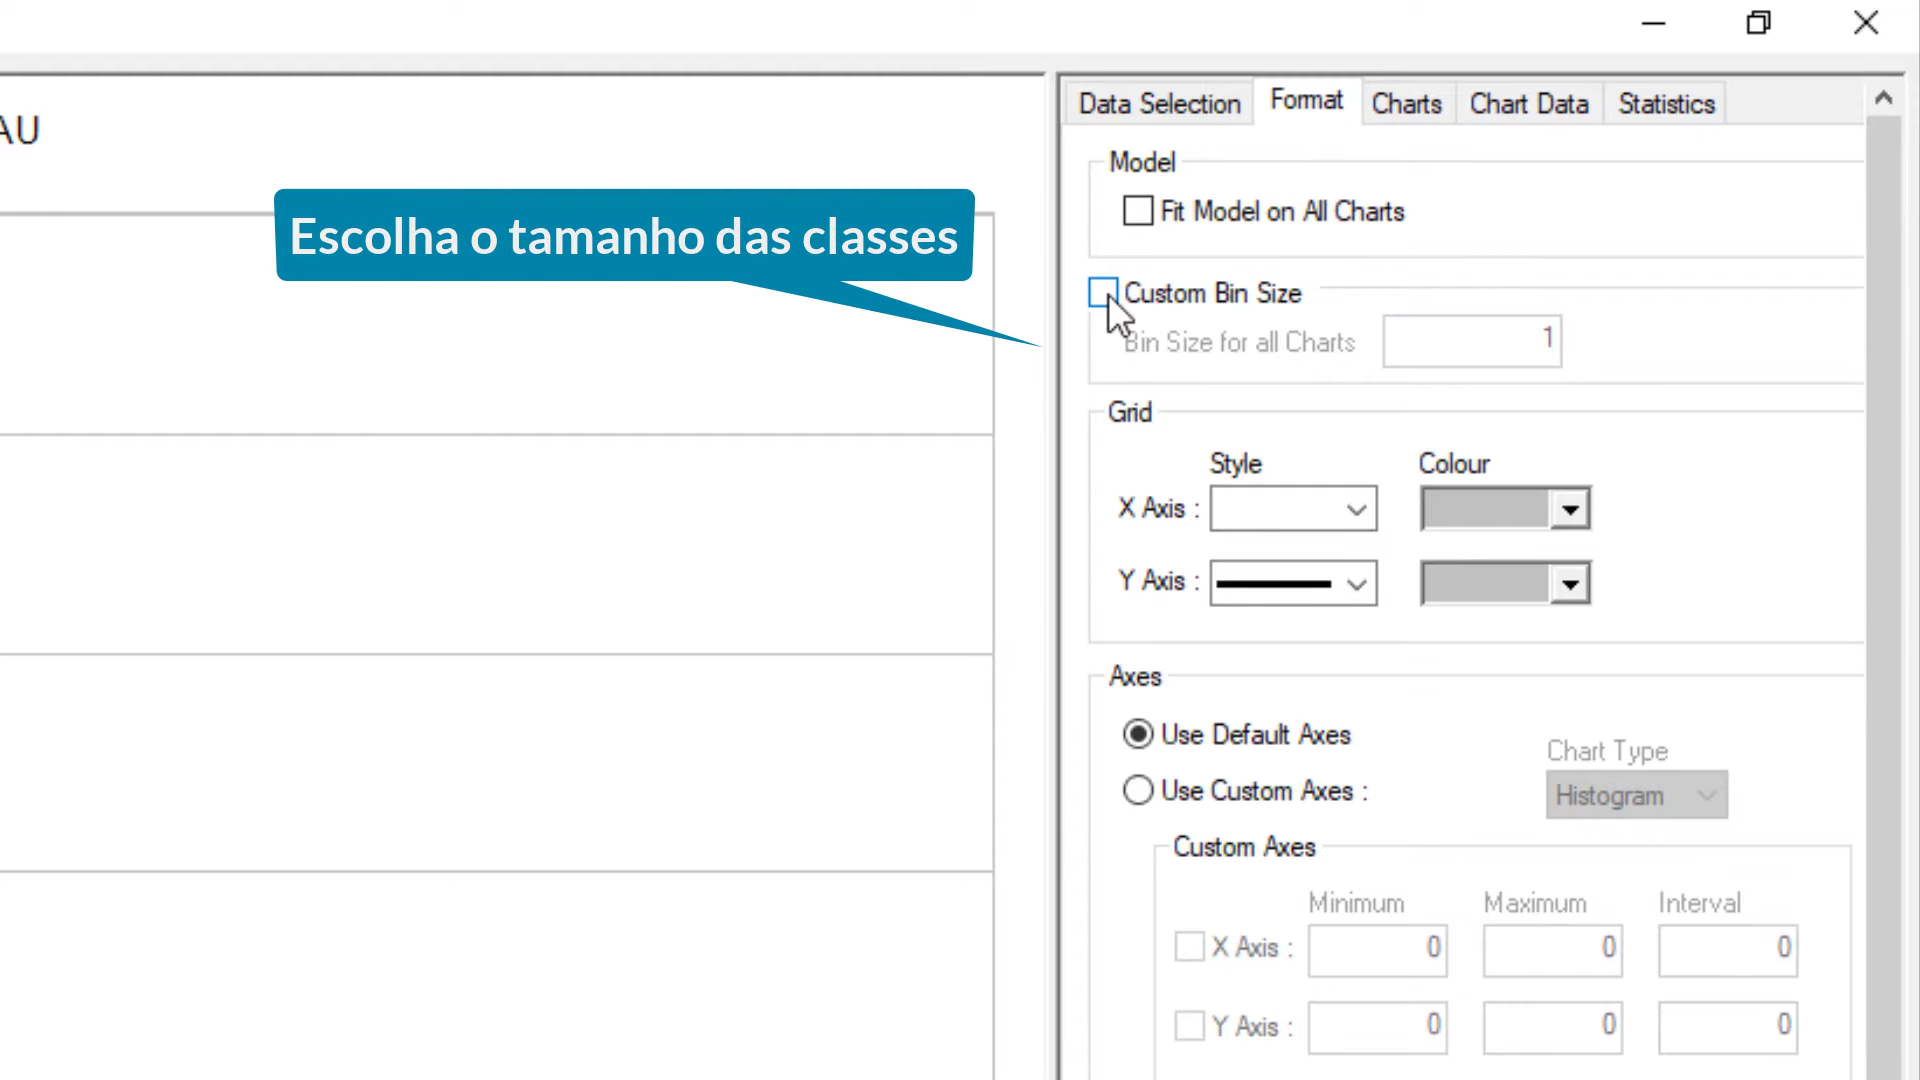 AU
Escolha o tamanho das classes
Data Selection Format Charts Chart Data Statistics
Model
Fit Model on All Charts
Custom Bin Size
Bin Size for all Charts 1
Grid
Style Colour
X Axis :
Y Axis :
Axes
Use Default Axes
Chart Type
Use Custom Axes : Histogram
Custom Axes
Minimum Maximum Interval
X Axis : 0 0 0
Y Axis : 0 0 0